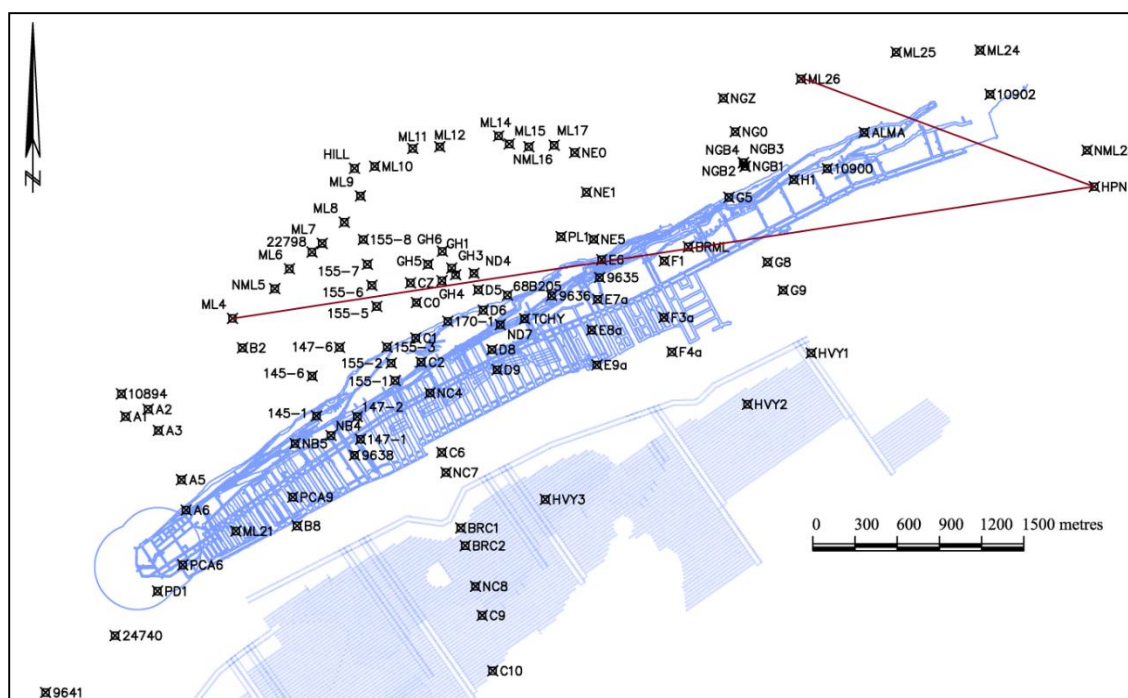 ML25
ML24
ML26
NGZ
10902
ML14
ML11
ML12
ML15
ML17
NG0
ALMA
NML16
NE0
NGB4
NGB3
NML2
HILL
ML10
NGB2
NGB1
10900
H1
HPN
ML9
NE1
G5
ML8
ML7
22798
155-8
GH6
GH1
PL1
NE5
BRML
ML6
155-7
GH5
GH3
ND4
E6
F1
G8
NML5
155-6
CZ
GH4
D5
68B205
9635
9636
G9
ML4
155-5
C0
D6
E7a
170-1
TCHY
F3a
ND7
E8a
C1
B2
147-6
155-3
D8
F4a
HVY1
155-2
C2
D9
E9a
145-6
155-1
10894
NC4
HVY2
A2
A1
145-1
147-2
A3
NB4
NB5
147-1
9638
C6
NC7
A5
PCA9
HVY3
A6
0 300 600 900 1200 1500 metres
ML21
B8
BRC1
BRC2
PCA6
PD1
NC8
C9
24740
C10
9641
N